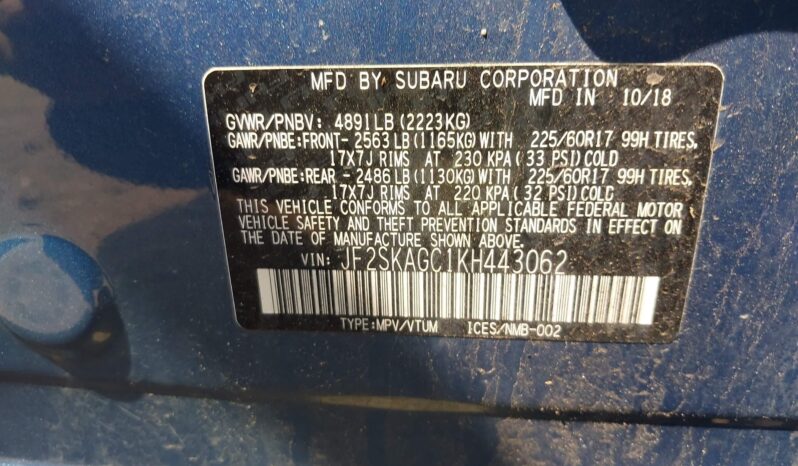 MFD BY SUBARU CORPORATION
MFD IN 10/18
GVWR/PNBV: 4891LB(2223KG)
GAWR/PNBE:FRONT- 2563LB(1165KG)WITH 225/60R17 99H TIRES,
17X7J RIMS AT 230 KPA(33 PSI)COLD
GAWR/PNBE:REAR - 2486LB(1130KG)WITH 225/60R17 99H TIRES,
17X7J RIMS AT 220 KPA(32 PSI)COLD
THIS VEHICLE CONFORMS TO ALL APPLICABLE FEDERAL MOTOR
VEHICLE SAFETY AND THEFT PREVENTION STANDARDS IN EFFECT ON
THE DATE OF MANUFACTURE SHOWN ABOVE.
VIN: JF2SKAGC1KH443062
TYPE:MPV/VTUM ICES/NMB-002